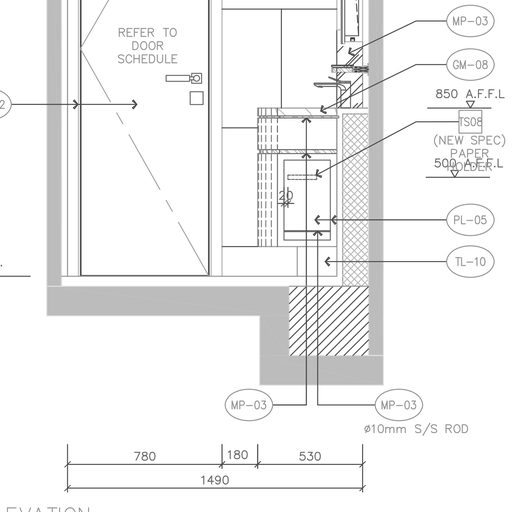 REFER TO
DOOR
SCHEDULE
MP-03
GM-08
850 A.F.F.L
TS08
(NEW SPEC)
PAPER
HOLDER
500 A.F.F.L
2
20
PL-05
TL-10
MP-03
MP-03
ø10mm S/S ROD
780
180
530
1490
EVATION